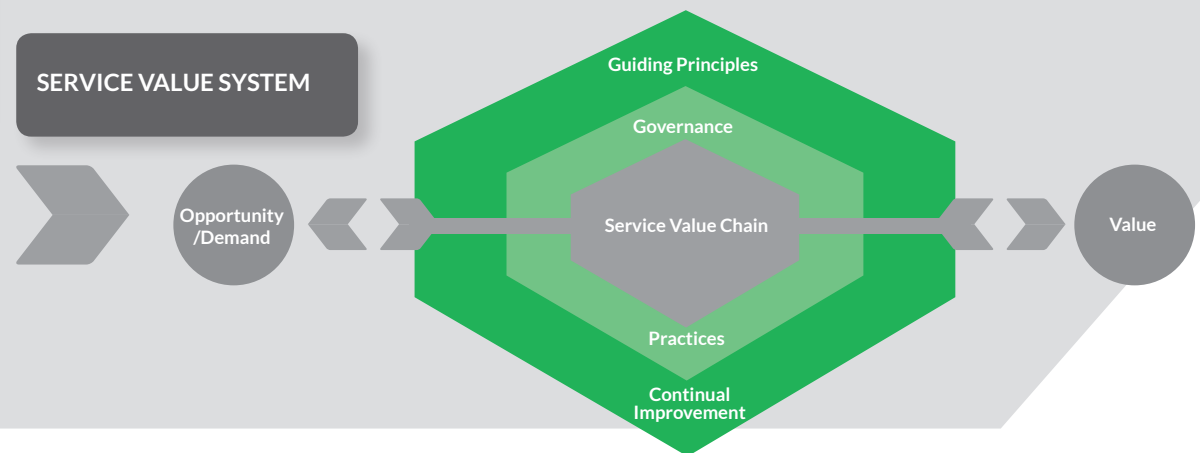 SERVICE VALUE SYSTEM
Guiding Principles
Governance
Opportunity
/Demand
Service Value Chain
Value
Practices
Continual
Improvement